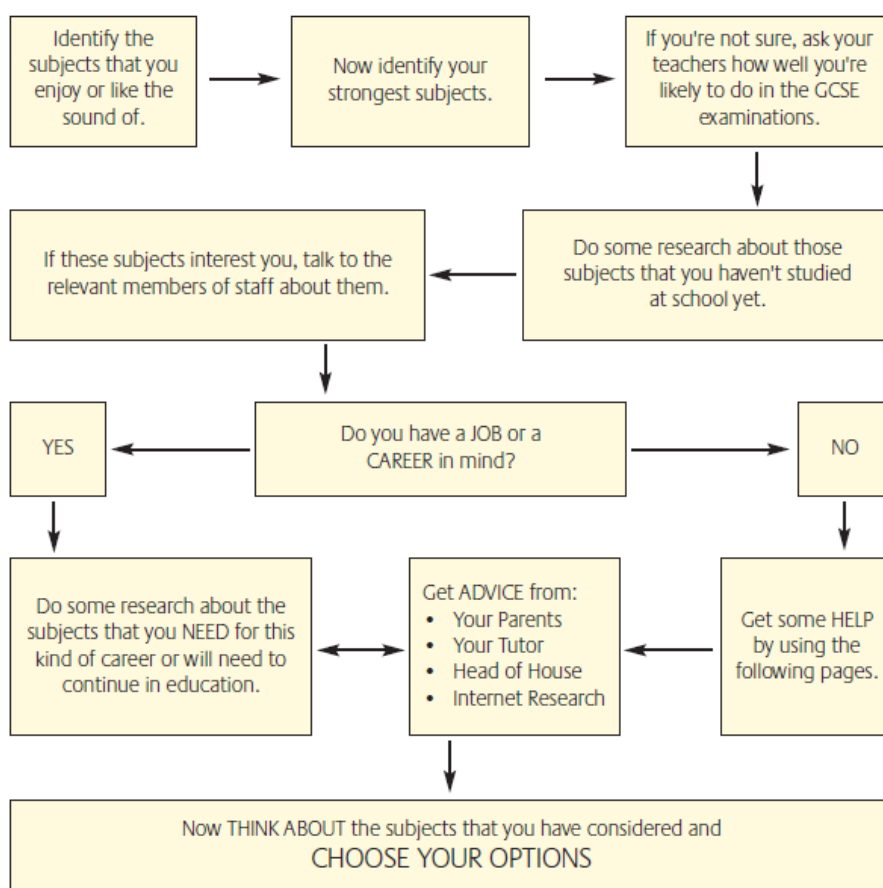 Identify the
subjects that you
enjoy or like the
sound of.
Now identify your
strongest subjects.
If you're not sure, ask your
teachers how well you're
likely to do in the GCSE
examinations.
If these subjects interest you, talk to the
relevant members of staff about them.
Do some research about those
subjects that you haven't studied
at school yet.
YES
Do you have a JOB or a
CAREER in mind?
NO
Do some research about the
subjects that you NEED for this
kind of career or will need to
continue in education.
Get ADVICE from:
• Your Parents
• Your Tutor
• Head of House
• Internet Research
Get some HELP
by using the
following pages.
Now THINK ABOUT the subjects that you have considered and
CHOOSE YOUR OPTIONS